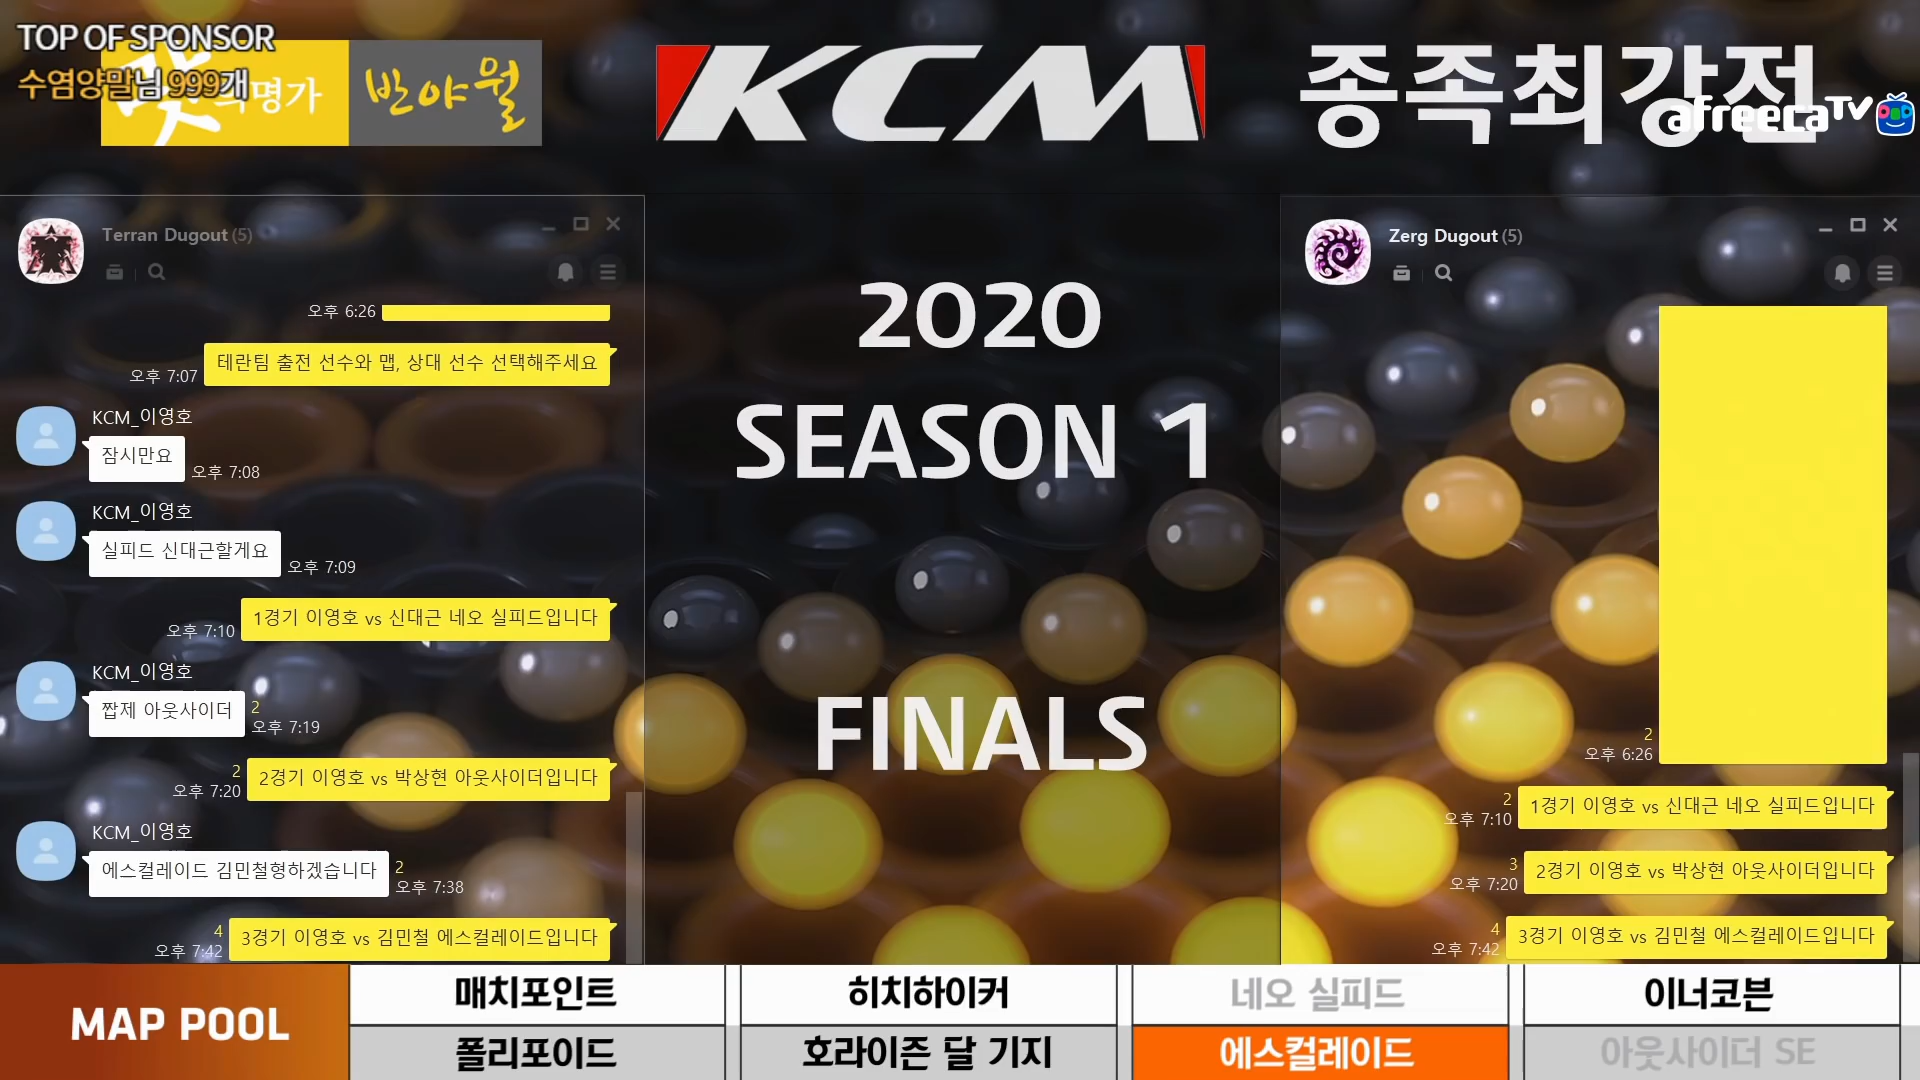 TOP OF SPONSOR
수염양말님 999개
맛의명가
반야월
KCM
종족최강전
afreecaTV
Terran Dugout (5)
오후 6:26
테란팀 출전 선수와 맵, 상대 선수 선택해주세요
오후 7:07
KCM_이영호
잠시만요
오후 7:08
KCM_이영호
실피드 신대근할게요
오후 7:09
1경기 이영호 vs 신대근 네오 실피드입니다
오후 7:10
KCM_이영호
짭제 아웃사이더
2
오후 7:19
2경기 이영호 vs 박상현 아웃사이더입니다
2
오후 7:20
KCM_이영호
에스컬레이드 김민철형하겠습니다
2
오후 7:38
3경기 이영호 vs 김민철 에스컬레이드입니다
4
오후 7:42
2020
SEASON 1
FINALS
Zerg Dugout (5)
2
오후 6:26
2
오후 7:10
1경기 이영호 vs 신대근 네오 실피드입니다
3
오후 7:20
2경기 이영호 vs 박상현 아웃사이더입니다
4
오후 7:42
3경기 이영호 vs 김민철 에스컬레이드입니다
MAP POOL
매치포인트
히치하이커
네오 실피드
이너코븐
폴리포이드
호라이즌 달 기지
에스컬레이드
아웃사이더 SE